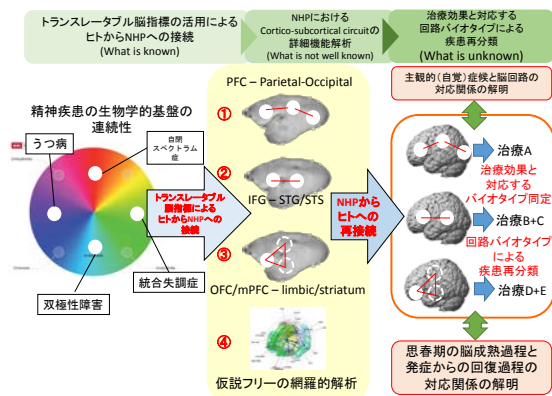 トランスレータブル脳指標の活用による
ヒトからNHPへの接続
(What is known)
NHPにおける
Cortico-subcortical circuitの
詳細機能解析
(What is not well known)
治療効果と対応する
回路バイオタイプによる
疾患再分類
(What is unknown)
精神疾患の生物学的基盤の
連続性
うつ病
自閉
スペクトラム
症
統合失調症
双極性障害
トランスレータブル
脳指標による
ヒトからNHPへの
接続
PFC – Parietal-Occipital
①
②
IFG – STG/STS
③
OFC/mPFC – limbic/striatum
④
仮説フリーの網羅的解析
NHPから
ヒトへの
再接続
主観的(自覚)症候と脳回路の
対応関係の解明
治療A
治療効果と
対応する
バイオタイプ同定
治療B+C
回路バイオタイプ
による
疾患再分類
治療D+E
思春期の脳成熟過程と
発症からの回復過程の
対応関係の解明